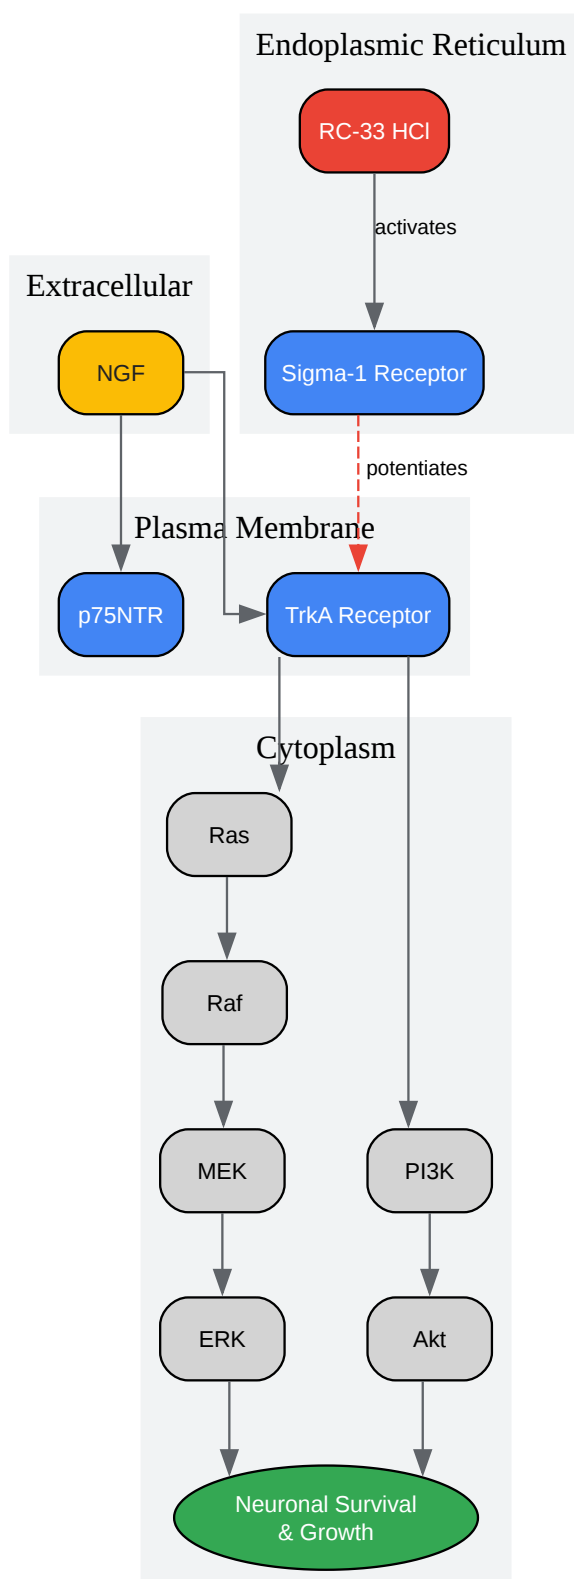 Endoplasmic Reticulum
RC-33 HCl
activates
Extracellular
NGF
Sigma-1 Receptor
potentiates
Plasma Membrane
p75NTR
TrkA Receptor
Cytoplasm
Ras
Raf
MEK
PI3K
ERK
Akt
Neuronal Survival
& Growth